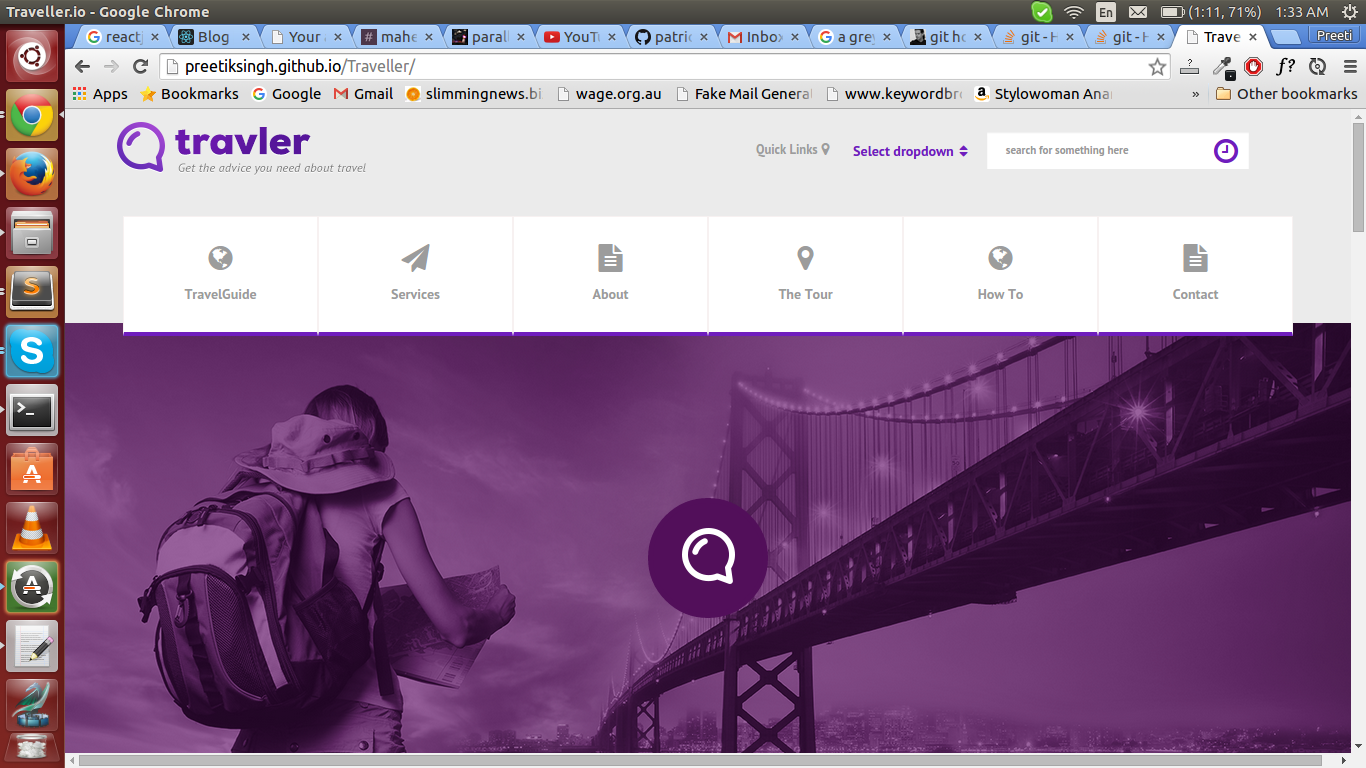 Traveller.io - Google Chrome
En (1:11, 71%) 1:33 AM
reactj Blog Your mahe parall YouTu patric Inbox a grey git ho git - H git - H Trave Preeti
preetiksingh.github.io/Traveller/ f?
Apps Bookmarks Google Gmail slimmingnews.bi wage.org.au Fake Mail Genera www.keywordbr Stylowoman Ana » Other bookmarks
travler
Get the advice you need about travel
Quick Links Select dropdown search for something here
TravelGuide Services About The Tour How To Contact